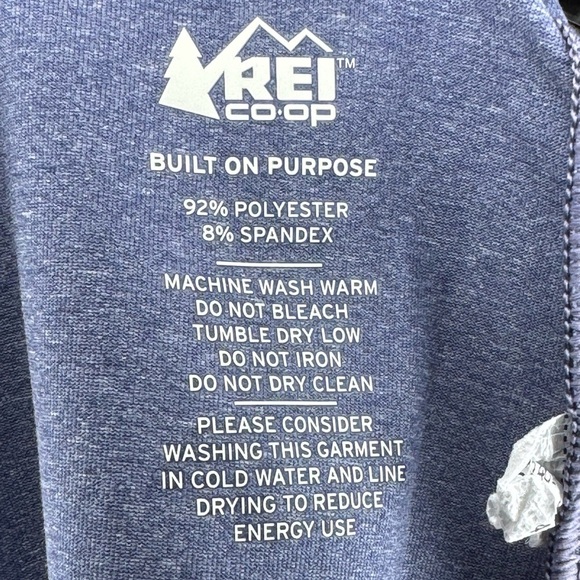 REI™
CO·OP
BUILT ON PURPOSE
92% POLYESTER
8% SPANDEX
MACHINE WASH WARM
DO NOT BLEACH
TUMBLE DRY LOW
DO NOT IRON
DO NOT DRY CLEAN
PLEASE CONSIDER
WASHING THIS GARMENT
IN COLD WATER AND LINE
DRYING TO REDUCE
ENERGY USE